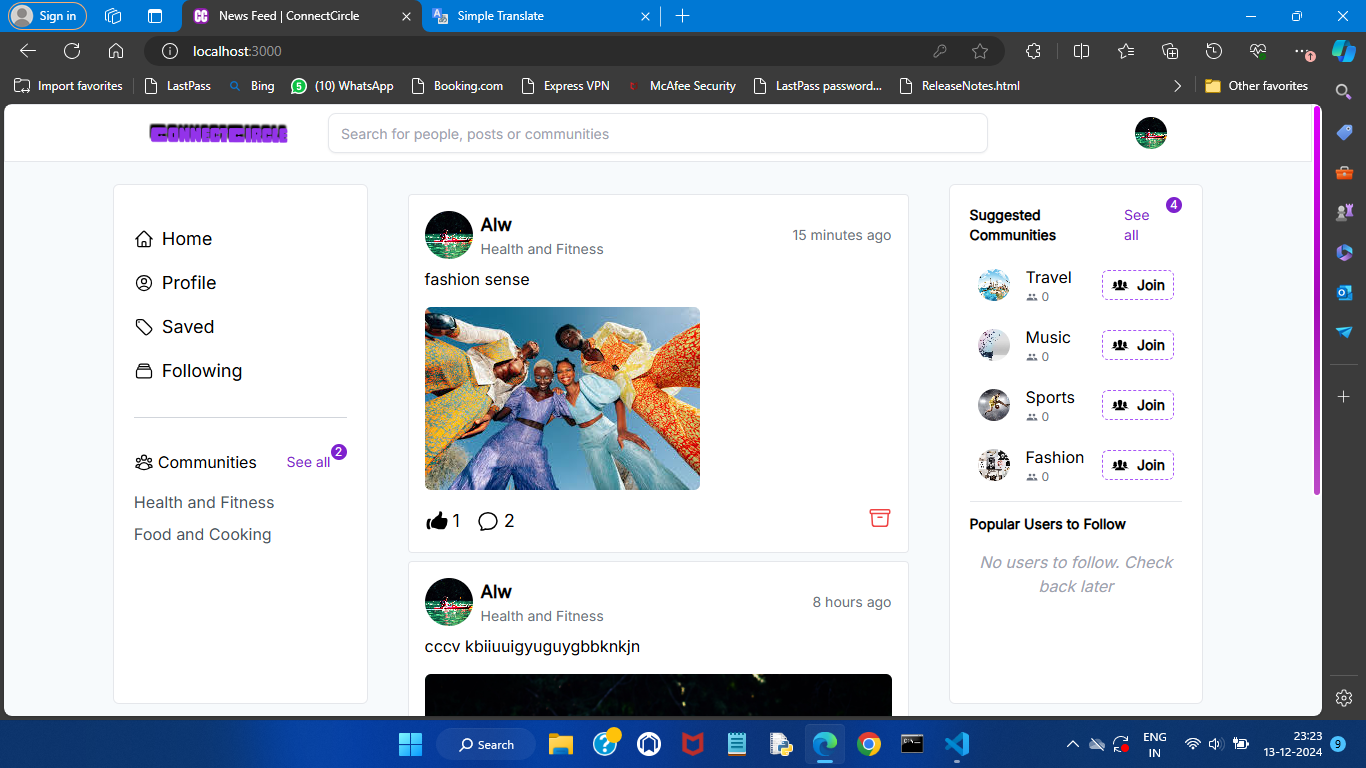 Sign in
News Feed | ConnectCircle
Simple Translate
localhost:3000
Import favorites
LastPass
Bing
(10) WhatsApp
Booking.com
Express VPN
McAfee Security
LastPass password...
ReleaseNotes.html
Other favorites
ConnectCircle
Search for people, posts or communities
Home
Profile
Saved
Following
Communities
See all
2
Health and Fitness
Food and Cooking
Alw
Health and Fitness
15 minutes ago
fashion sense
1
2
Alw
Health and Fitness
8 hours ago
cccv kbiiuuigyuguygbbknkjn
Suggested
Communities
See
all
4
Travel
0
Join
Music
0
Join
Sports
0
Join
Fashion
0
Join
Popular Users to Follow
No users to follow. Check
back later
Search
ENG
IN
23:23
13-12-2024
9